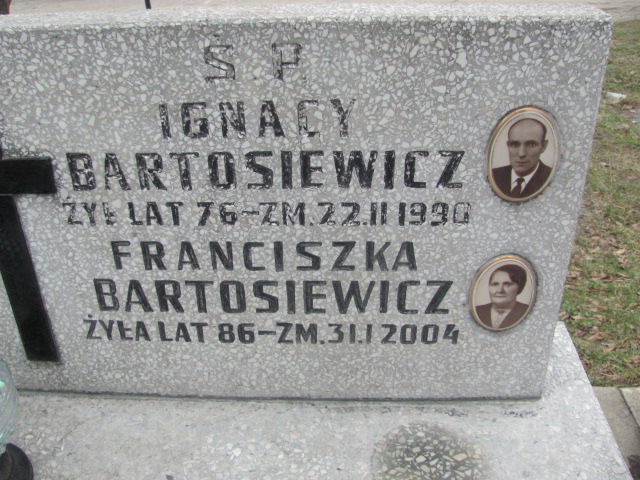 Ś.P.
IGNACY
BARTOSIEWICZ
ŻYŁ LAT 76-ZM.22.II 1990
FRANCISZKA
BARTOSIEWICZ
ŻYŁA LAT 86-ZM.31.I 2004